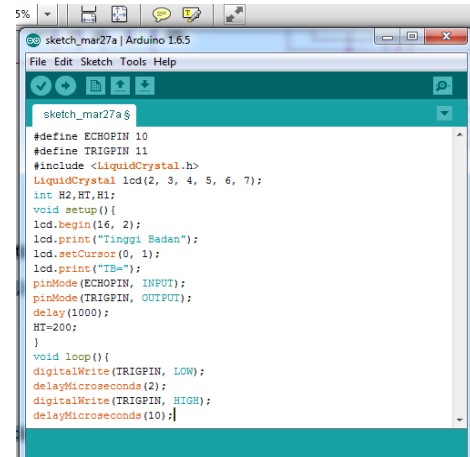 5%
sketch_mar27a | Arduino 1.6.5
File Edit Sketch Tools Help
sketch_mar27a §
#define ECHOPIN 10
#define TRIGPIN 11
#include <LiquidCrystal.h>
LiquidCrystal lcd(2, 3, 4, 5, 6, 7);
int H2,HT,H1;
void setup(){
lcd.begin(16, 2);
lcd.print("Tinggi Badan");
lcd.setCursor(0, 1);
lcd.print("TB=");
pinMode(ECHOPIN, INPUT);
pinMode(TRIGPIN, OUTPUT);
delay(1000);
HT=200;
}
void loop(){
digitalWrite(TRIGPIN, LOW);
delayMicroseconds(2);
digitalWrite(TRIGPIN, HIGH);
delayMicroseconds(10);